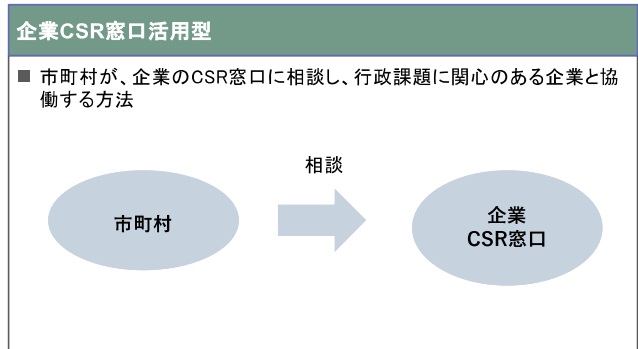 企業CSR窓口活用型
■ 市町村が、企業のCSR窓口に相談し、行政課題に関心のある企業と協
働する方法
相談
市町村
企業
CSR窓口